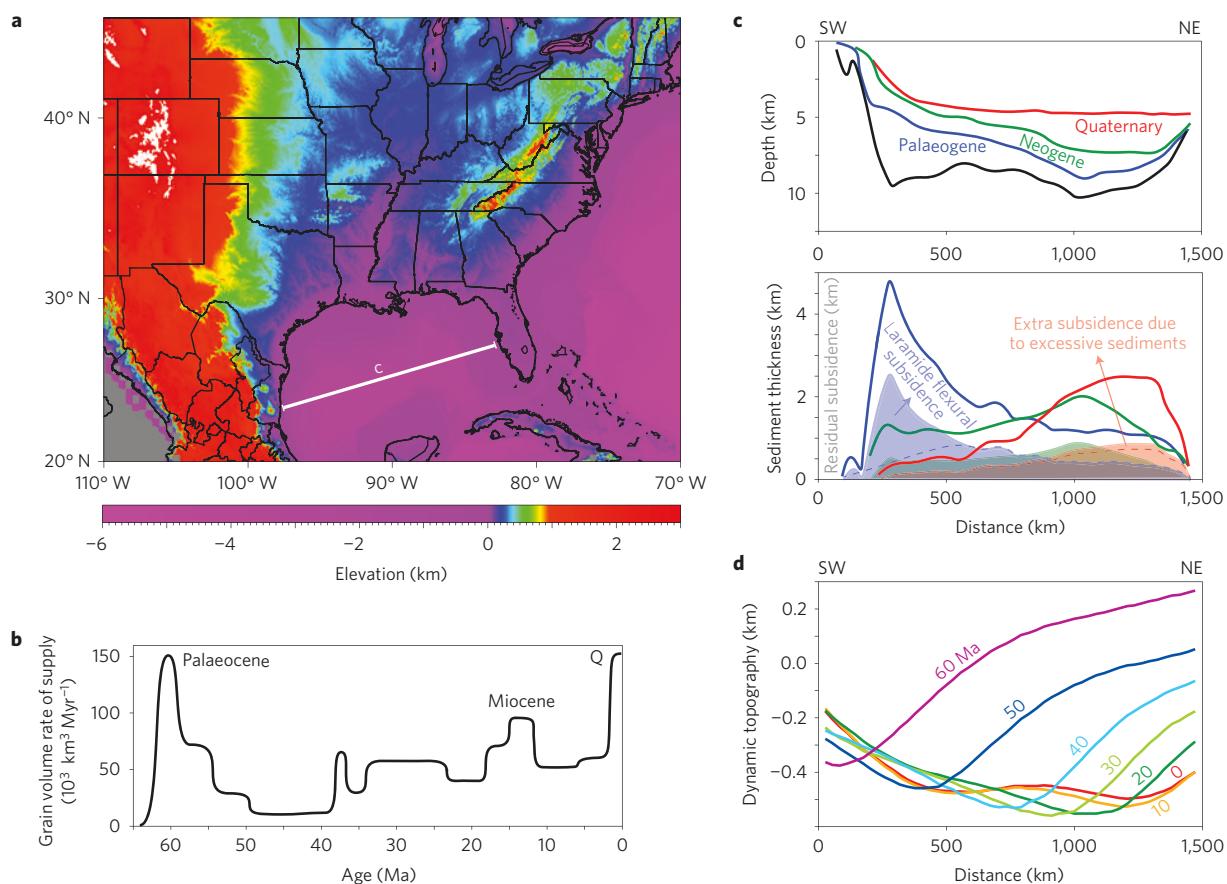 a
40° N
30° N
20° N
c
110° W
100° W
90° W
80° W
70° W
−6
−4
−2
0
2
Elevation (km)
b
Grain volume rate of supply
(10³ km³ Myr⁻¹)
150
100
50
0
Palaeocene
Miocene
Q
60
50
40
30
20
10
0
Age (Ma)
c
SW
NE
Depth (km)
0
5
10
Quaternary
Neogene
Palaeogene
0
500
1,000
1,500
Sediment thickness (km)
Residual subsidence (km)
4
2
0
Laramide flexural
subsidence
Extra subsidence due
to excessive sediments
0
500
1,000
1,500
Distance (km)
d
SW
NE
Dynamic topography (km)
0.2
0.0
−0.2
−0.4
60 Ma
50
40
30
20
0
10
0
500
1,000
1,500
Distance (km)